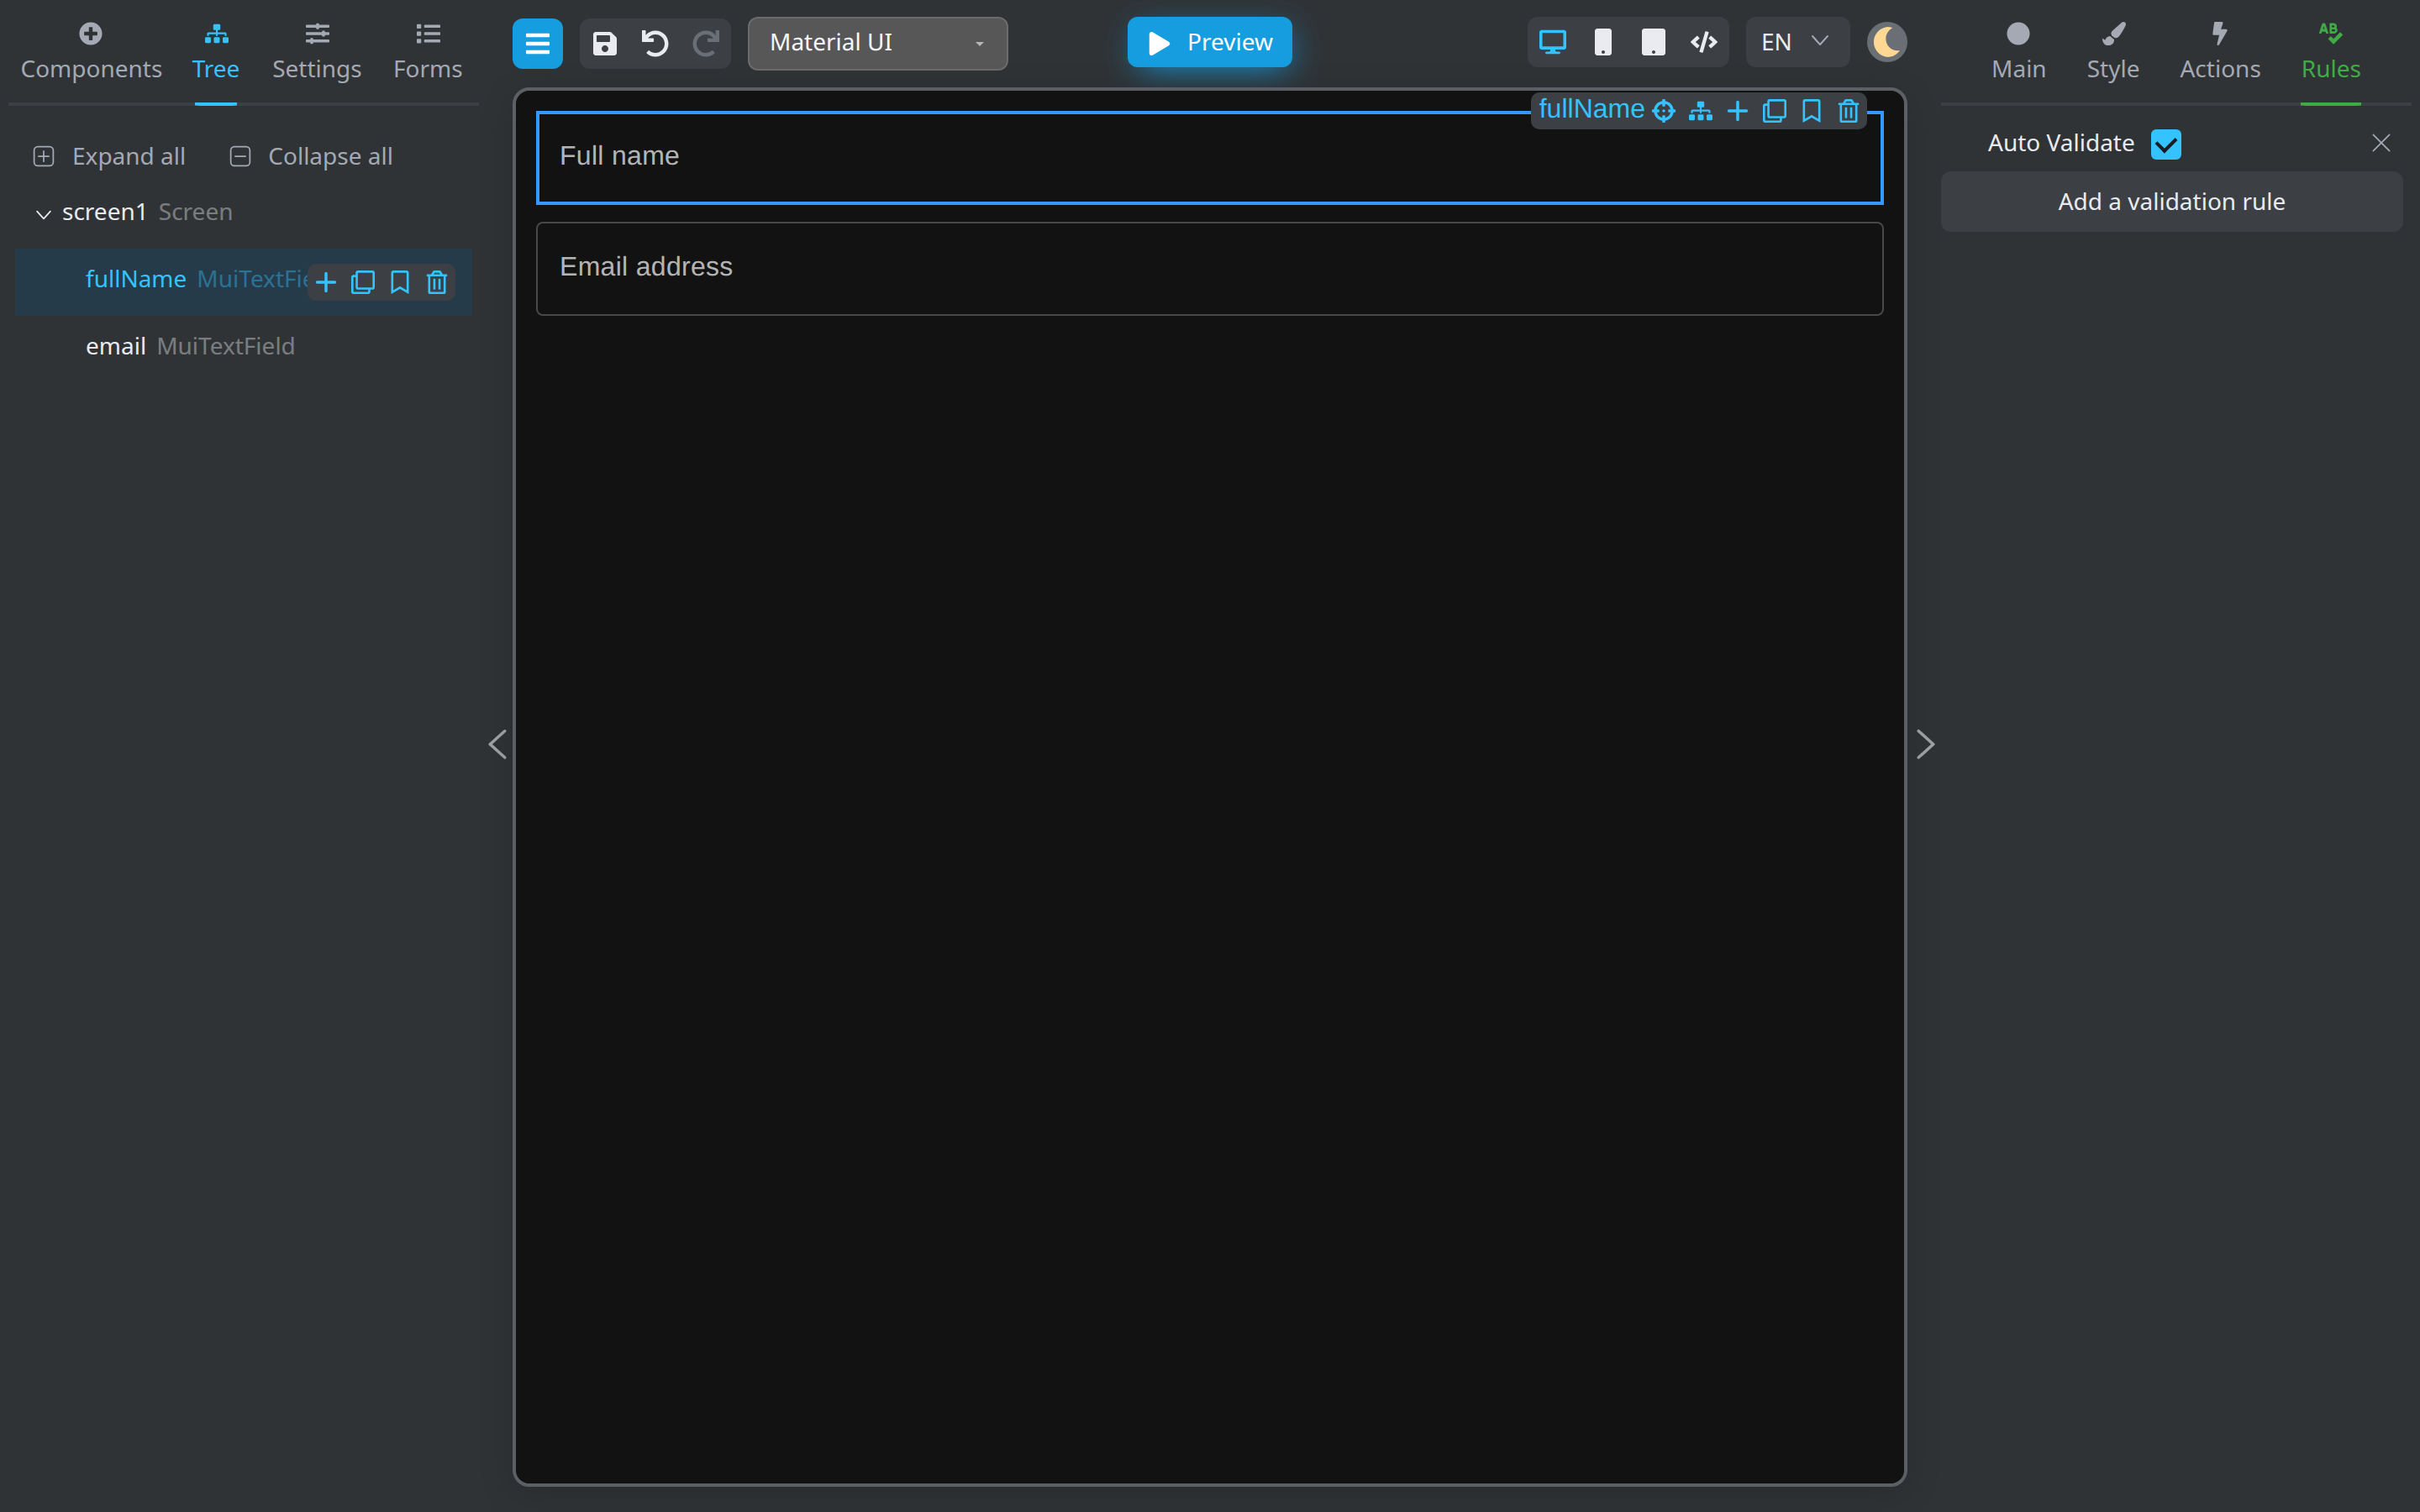 Components Tree Settings Forms
Material UI
Preview
EN
Main Style Actions Rules
Expand all Collapse all
screen1 Screen
fullName MuiTextFie
email MuiTextField
fullName
Full name
Email address
Auto Validate
Add a validation rule